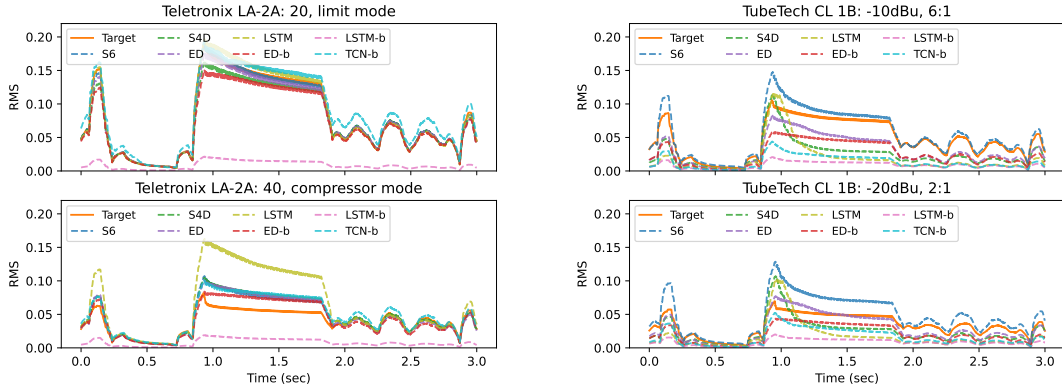 Teletronix LA-2A: 20, limit mode
0.20
0.15
0.10
0.05
0.00
RMS
Target
S6
S4D
ED
LSTM
ED-b
LSTM-b
TCN-b
TubeTech CL 1B: -10dBu, 6:1
0.20
0.15
0.10
0.05
0.00
RMS
Target
S6
S4D
ED
LSTM
ED-b
LSTM-b
TCN-b
Teletronix LA-2A: 40, compressor mode
0.20
0.15
0.10
0.05
0.00
RMS
Target
S6
S4D
ED
LSTM
ED-b
LSTM-b
TCN-b
0.0 0.5 1.0 1.5 2.0 2.5 3.0
Time (sec)
TubeTech CL 1B: -20dBu, 2:1
0.20
0.15
0.10
0.05
0.00
RMS
Target
S6
S4D
ED
LSTM
ED-b
LSTM-b
TCN-b
0.0 0.5 1.0 1.5 2.0 2.5 3.0
Time (sec)